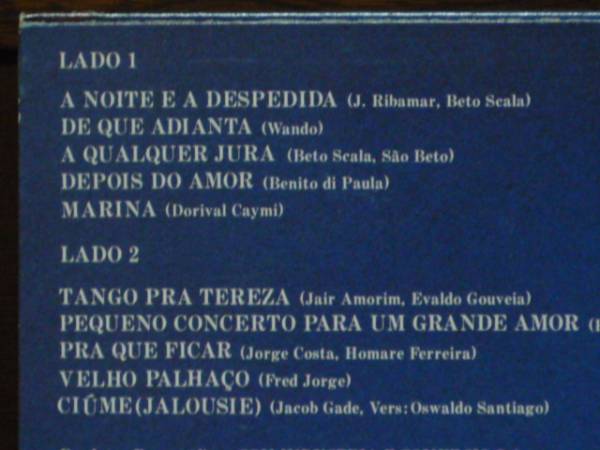 LADO 1
A NOITE E A DESPEDIDA (J. Ribamar, Beto Scala)
DE QUE ADIANTA (Wando)
A QUALQUER JURA (Beto Scala, São Beto)
DEPOIS DO AMOR (Benito di Paula)
MARINA (Dorival Caymi)
LADO 2
TANGO PRA TEREZA (Jair Amorim, Evaldo Gouveia)
PEQUENO CONCERTO PARA UM GRANDE AMOR
PRA QUE FICAR (Jorge Costa, Homare Ferreira)
VELHO PALHAÇO (Fred Jorge)
CIÚME(JALOUSIE) (Jacob Gade, Vers: Oswaldo Santiago)